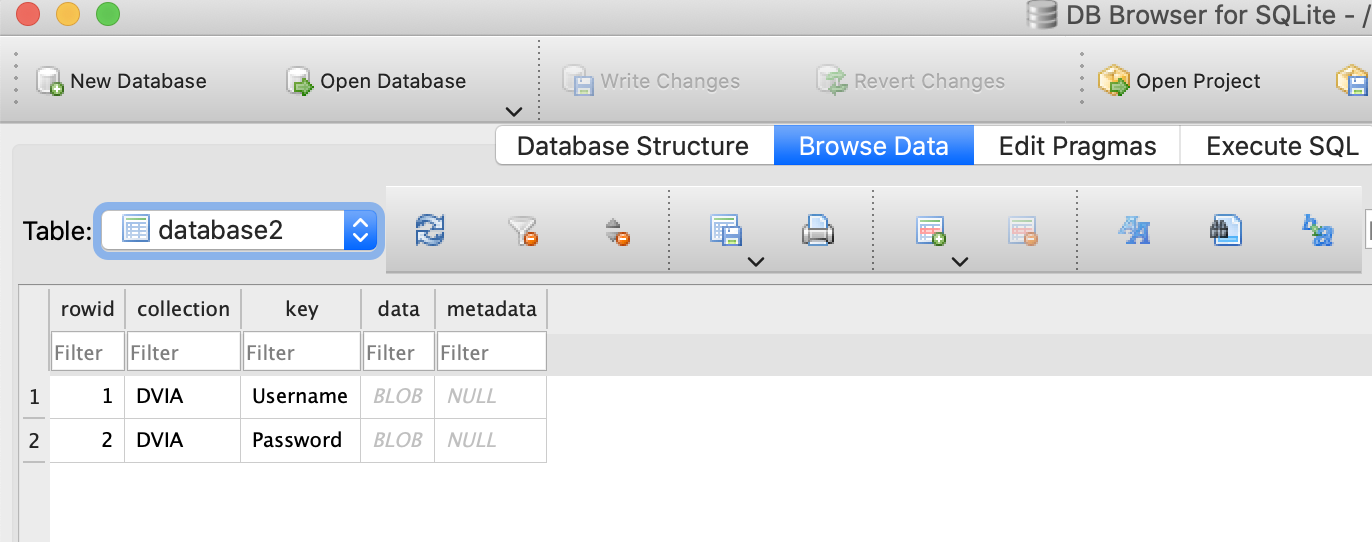 DB Browser for SQLite - /
New Database Open Database Write Changes Revert Changes Open Project
Database Structure Browse Data Edit Pragmas Execute SQL
Table: database2
rowid collection key data metadata
Filter Filter Filter Filter Filter
1 1 DVIA Username BLOB NULL
2 2 DVIA Password BLOB NULL